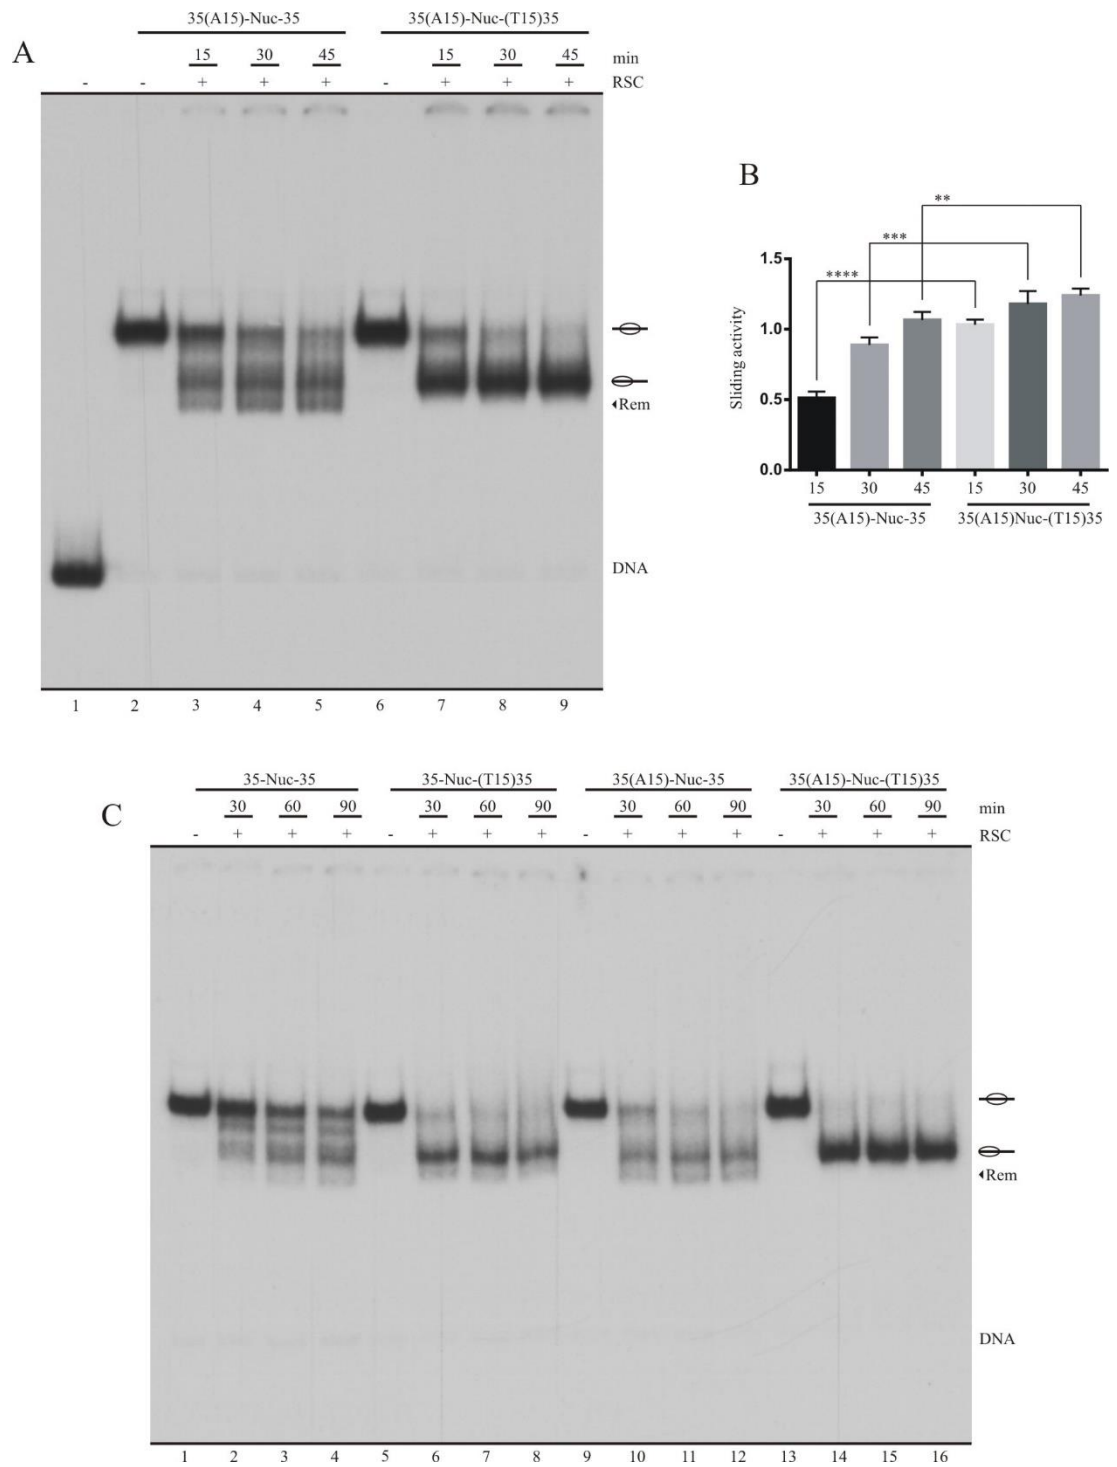 A
35(A15)-Nuc-35 35(A15)-Nuc-(T15)35
15 30 45 15 30 45 min
- - + + + - + + + RSC
◂Rem
DNA
1 2 3 4 5 6 7 8 9
B
**
***
****
Sliding activity
1.5
1.0
0.5
0.0
15 30 45 15 30 45
35(A15)-Nuc-35 35(A15)Nuc-(T15)35
C
35-Nuc-35 35-Nuc-(T15)35 35(A15)-Nuc-35 35(A15)-Nuc-(T15)35
30 60 90 30 60 90 30 60 90 30 60 90 min
- + + + - + + + - + + + - + + + RSC
◂Rem
DNA
1 2 3 4 5 6 7 8 9 10 11 12 13 14 15 16